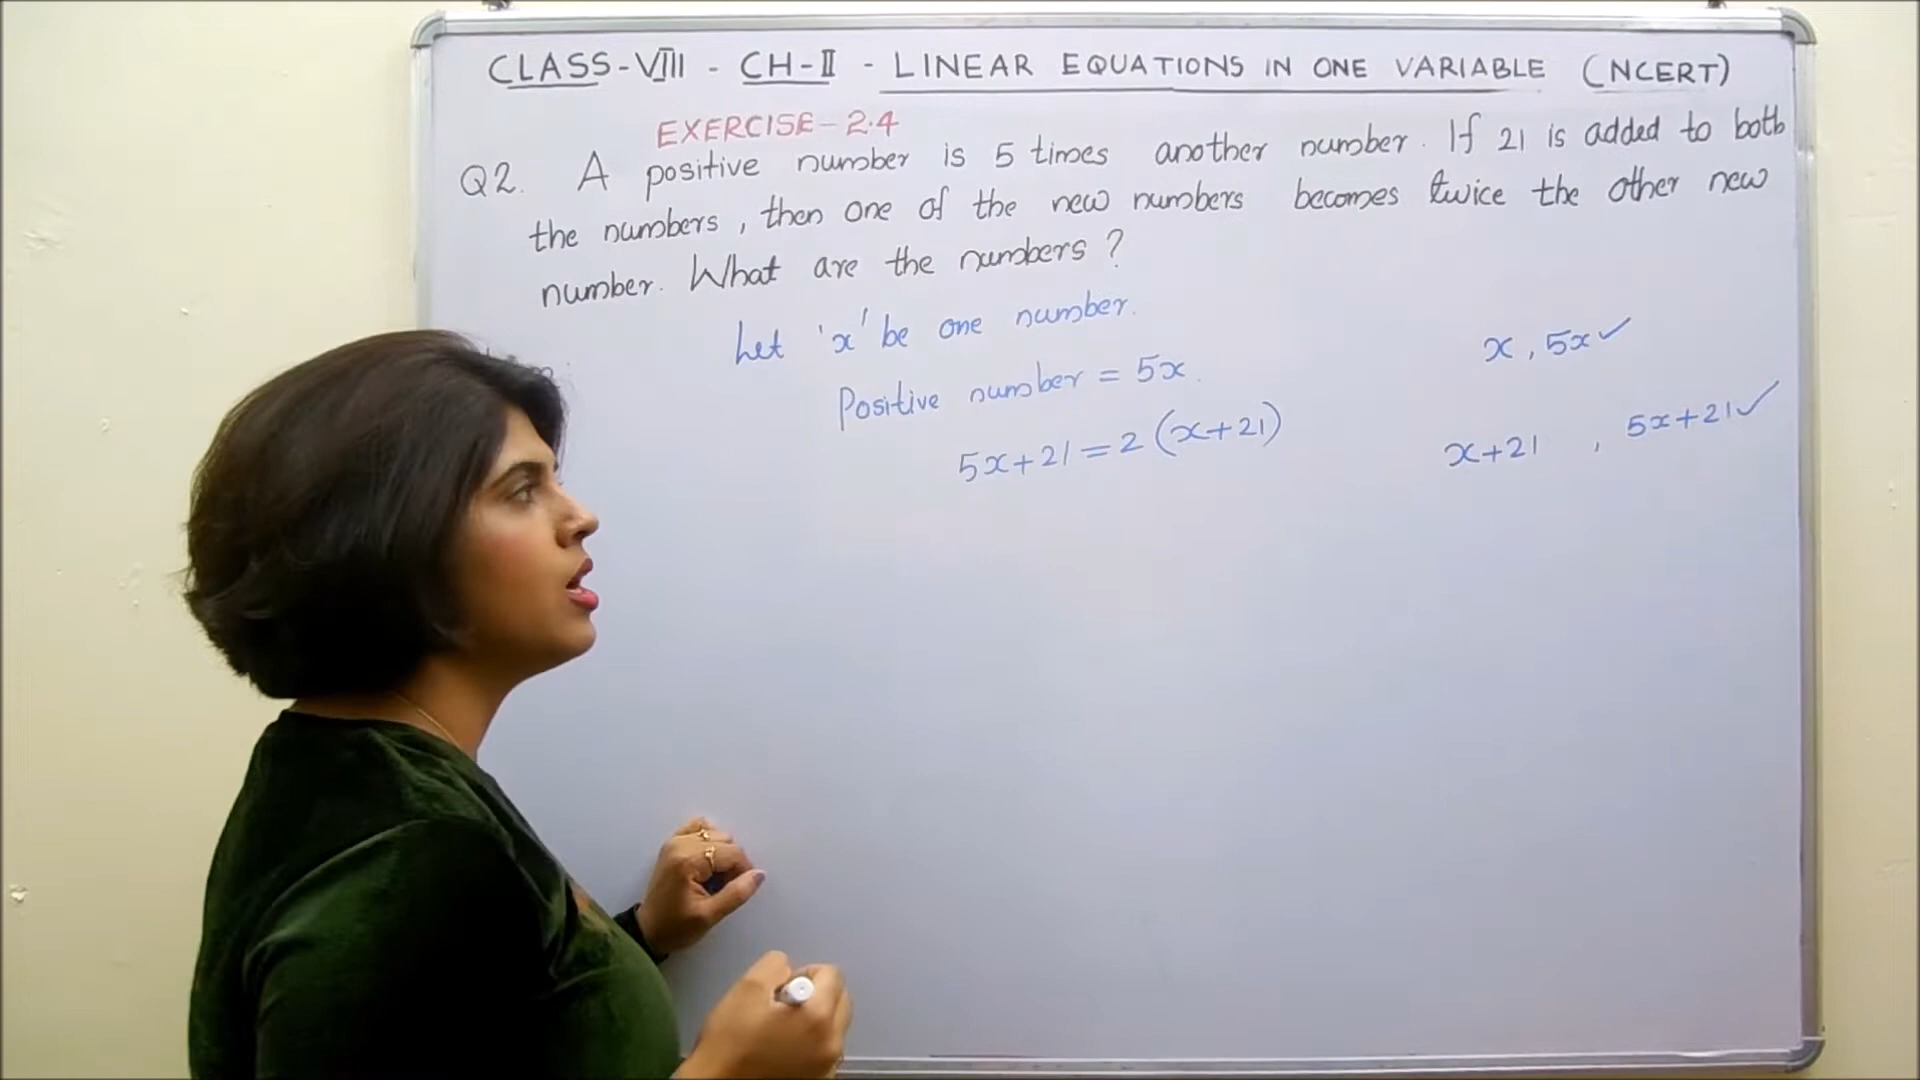 CLASS-VIII - CH-II - LINEAR EQUATIONS IN ONE VARIABLE (NCERT)
EXERCISE-2.4
Q2. A positive number is 5 times another number. If 21 is added to both
the numbers, then one of the new numbers becomes twice the other new
number. What are the numbers?
Let 'x' be one number.
Positive number = 5x.
5x+21=2(x+21)
x, 5x✓
x+21, 5x+21✓